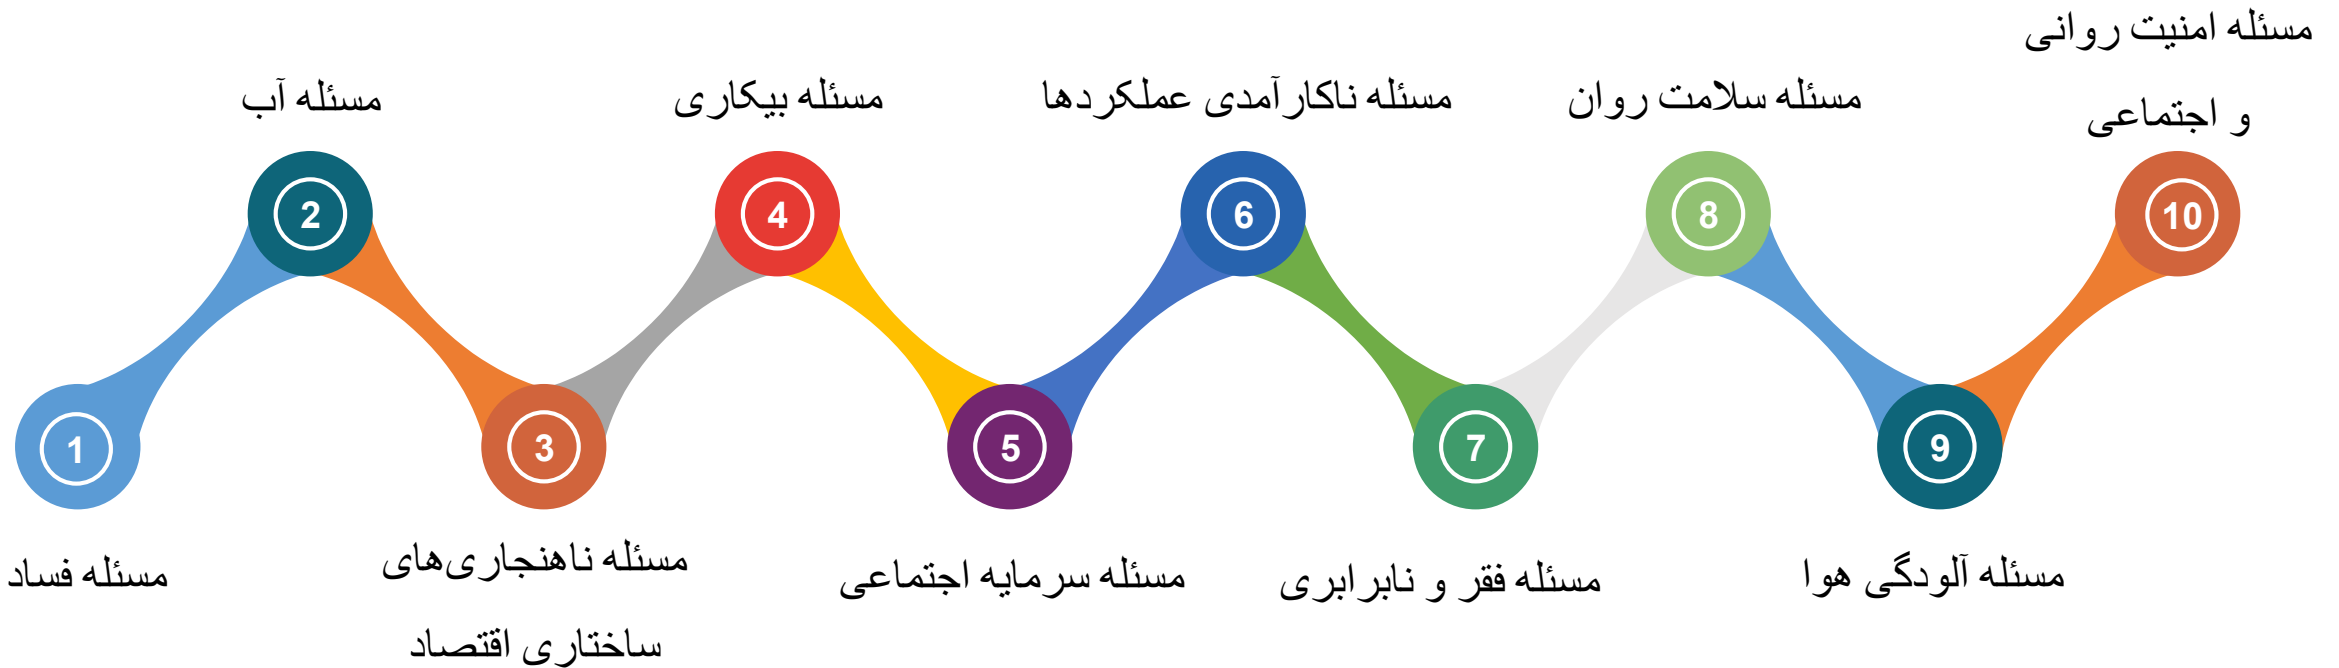 مسئله امنیت روانی
و اجتماعی
مسئله آب
مسئله بیکاری
مسئله ناکارآمدی عملکردها
مسئله سلامت روان
2
4
6
8
10
1
3
5
7
9
مسئله فساد
مسئله ناهنجاری‌های
ساختاری اقتصاد
مسئله سرمایه اجتماعی
مسئله فقر و نابرابری
مسئله آلودگی هوا